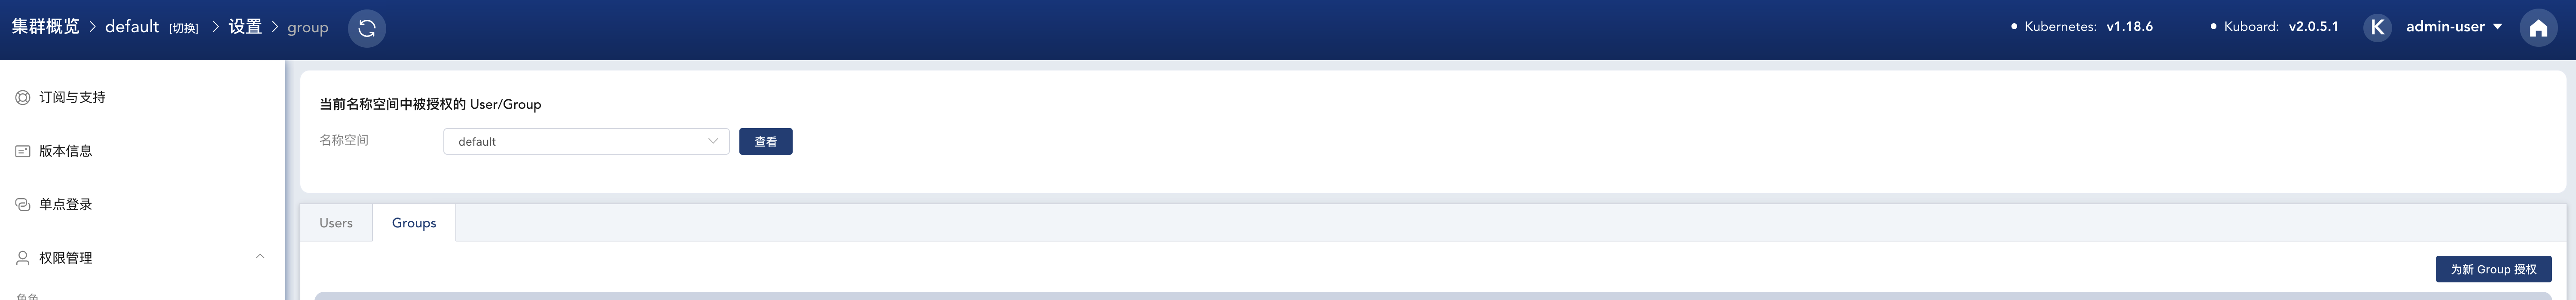 集群概览 > default [切换] > 设置 > group
Kubernetes: v1.18.6
Kuboard: v2.0.5.1
K admin-user
订阅与支持
版本信息
单点登录
权限管理
角色
当前名称空间中被授权的 User/Group
名称空间 default 查看
Users Groups
为新 Group 授权